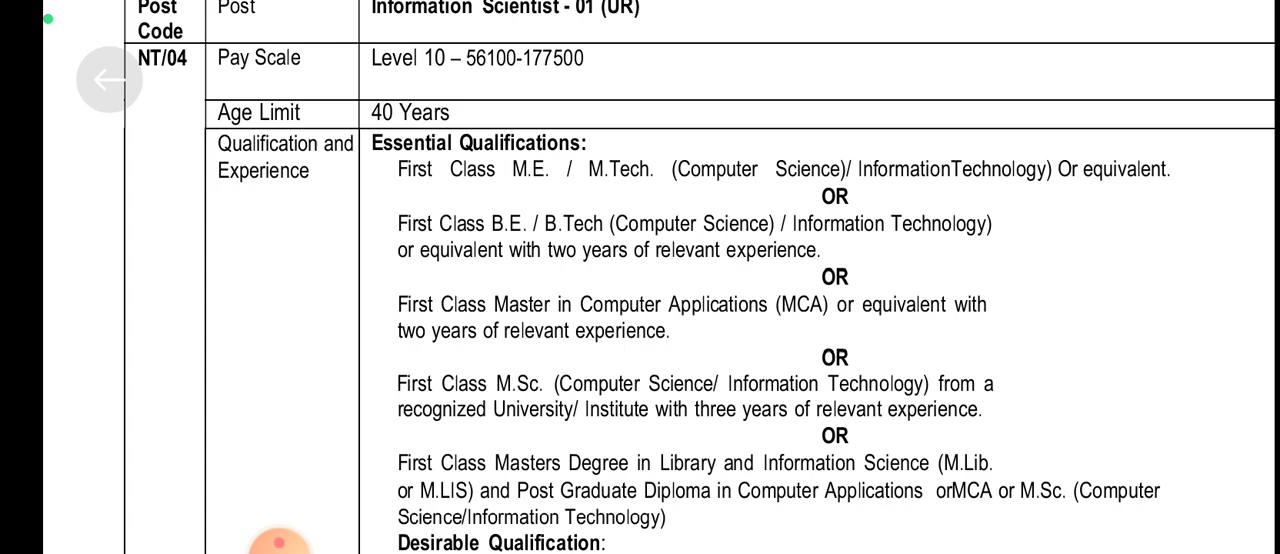 Post Post Information Scientist - 01 (UR)
Code
NT/04 Pay Scale Level 10 – 56100-177500
Age Limit 40 Years
Qualification and Essential Qualifications:
Experience First Class M.E. / M.Tech. (Computer Science)/ InformationTechnology) Or equivalent.
OR
First Class B.E. / B.Tech (Computer Science) / Information Technology)
or equivalent with two years of relevant experience.
OR
First Class Master in Computer Applications (MCA) or equivalent with
two years of relevant experience.
OR
First Class M.Sc. (Computer Science/ Information Technology) from a
recognized University/ Institute with three years of relevant experience.
OR
First Class Masters Degree in Library and Information Science (M.Lib.
or M.LIS) and Post Graduate Diploma in Computer Applications orMCA or M.Sc. (Computer
Science/Information Technology)
Desirable Qualification: